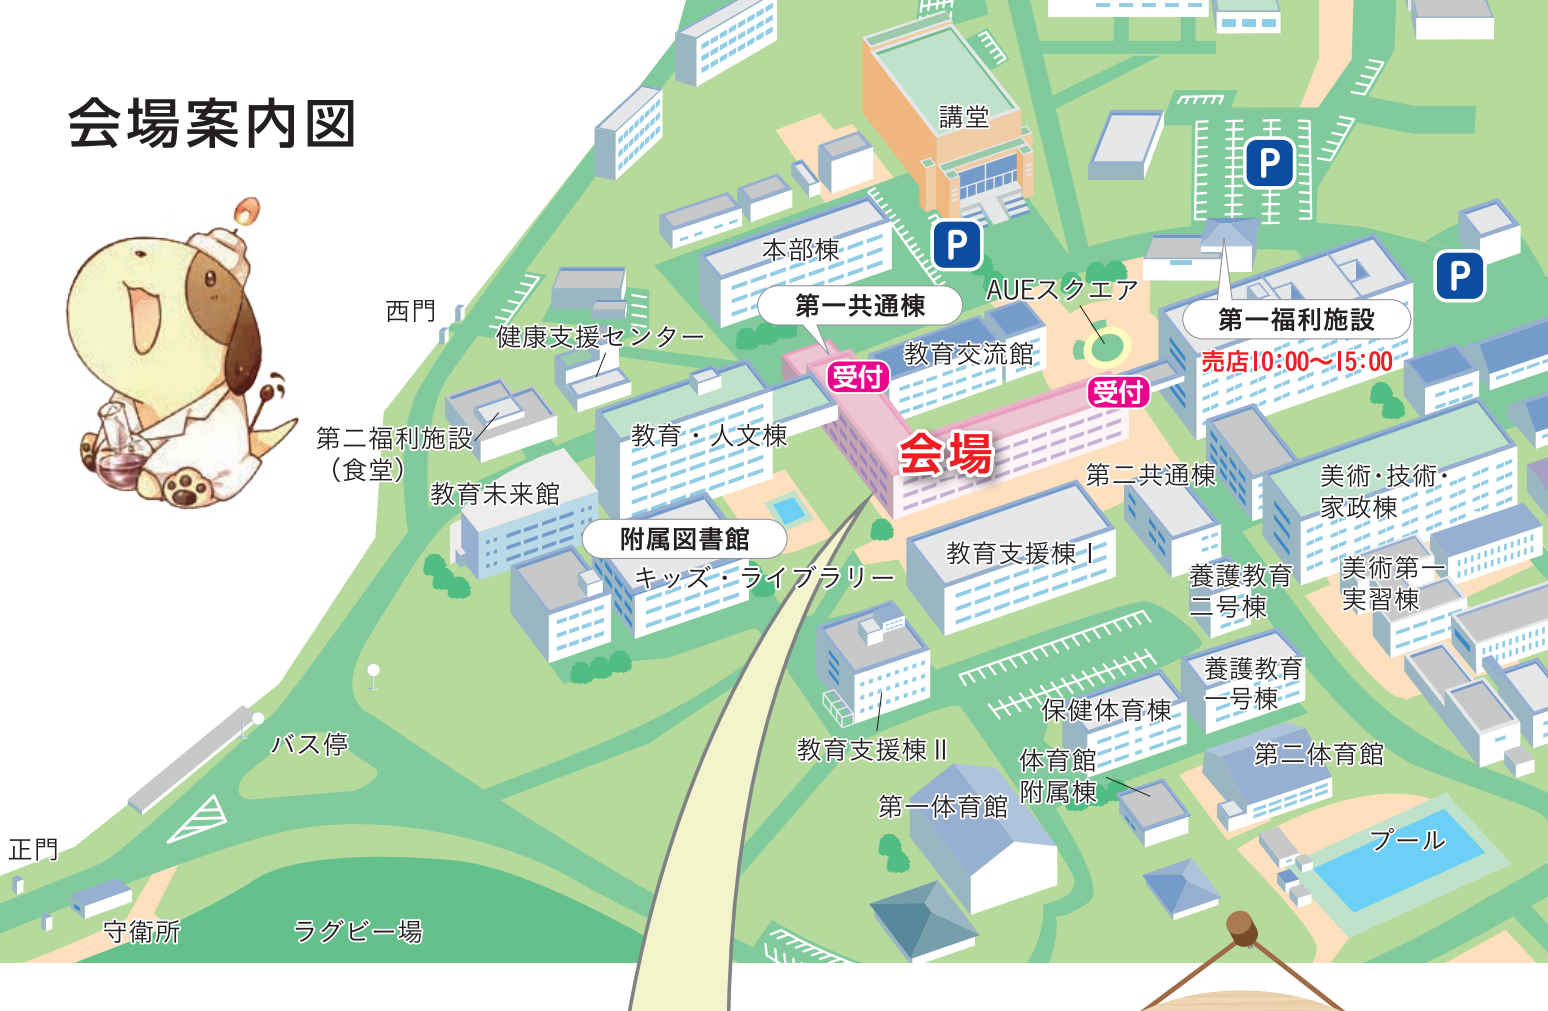 会場案内図
講堂
P
P
本部棟
西門
第一共通棟
AUEスクエア
P
第一福利施設
健康支援センター
教育交流館
売店10:00〜15:00
受付
受付
第二福利施設
（食堂）
教育・人文棟
会場
第二共通棟
美術・技術・
家政棟
教育未来館
附属図書館
キッズ・ライブラリー
教育支援棟Ⅰ
養護教育
二号棟
美術第一
実習棟
養護教育
一号棟
保健体育棟
バス停
教育支援棟Ⅱ
体育館
附属棟
第二体育館
第一体育館
プール
正門
守衛所
ラグビー場